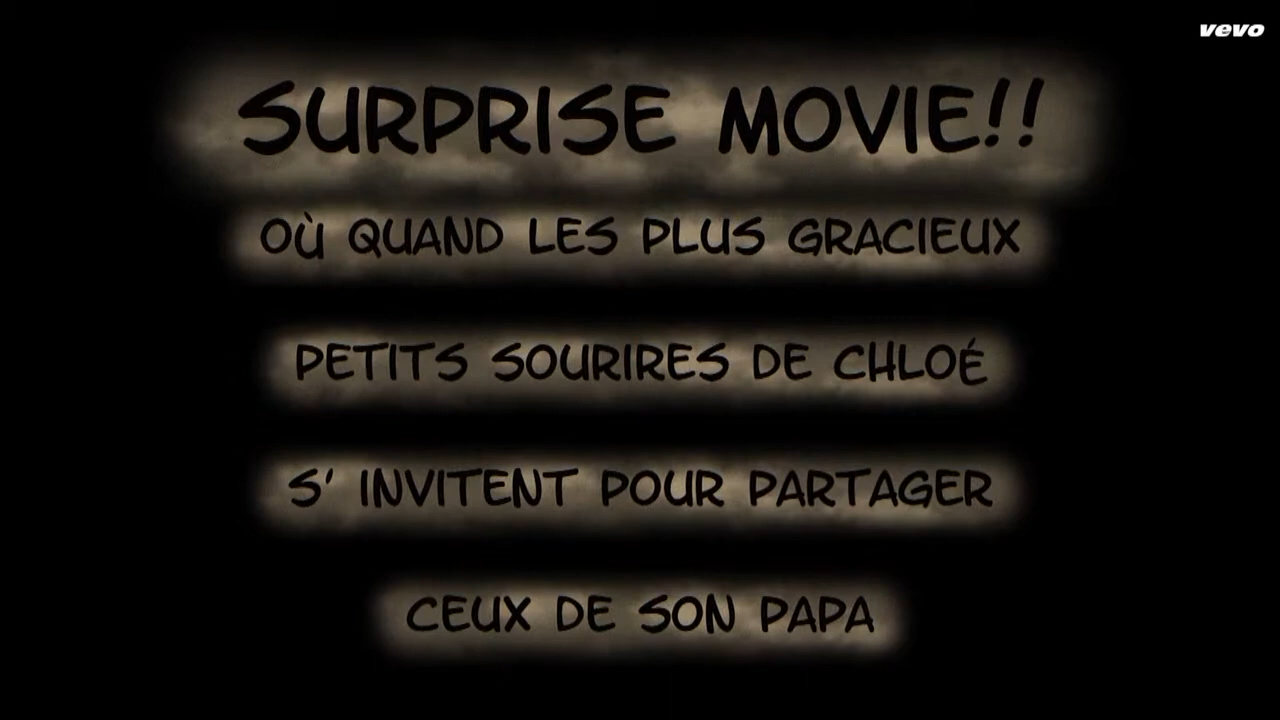 vevo
SURPRISE MOVIE!!
OÙ QUAND LES PLUS GRACIEUX
PETITS SOURIRES DE CHLOÉ
S' INVITENT POUR PARTAGER
CEUX DE SON PAPA